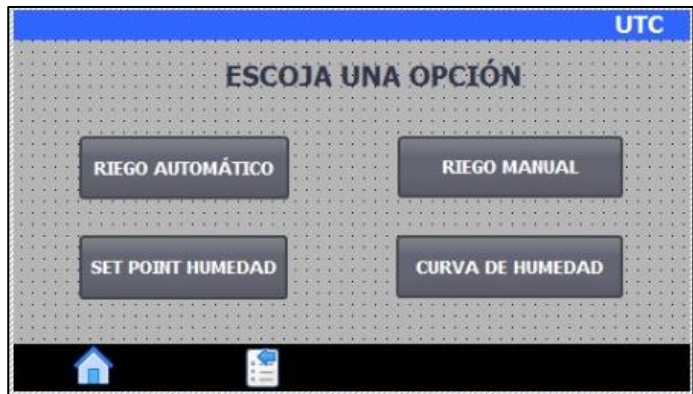 UTC
ESCOJA UNA OPCIÓN
RIEGO AUTOMÁTICO
RIEGO MANUAL
SET POINT HUMEDAD
CURVA DE HUMEDAD